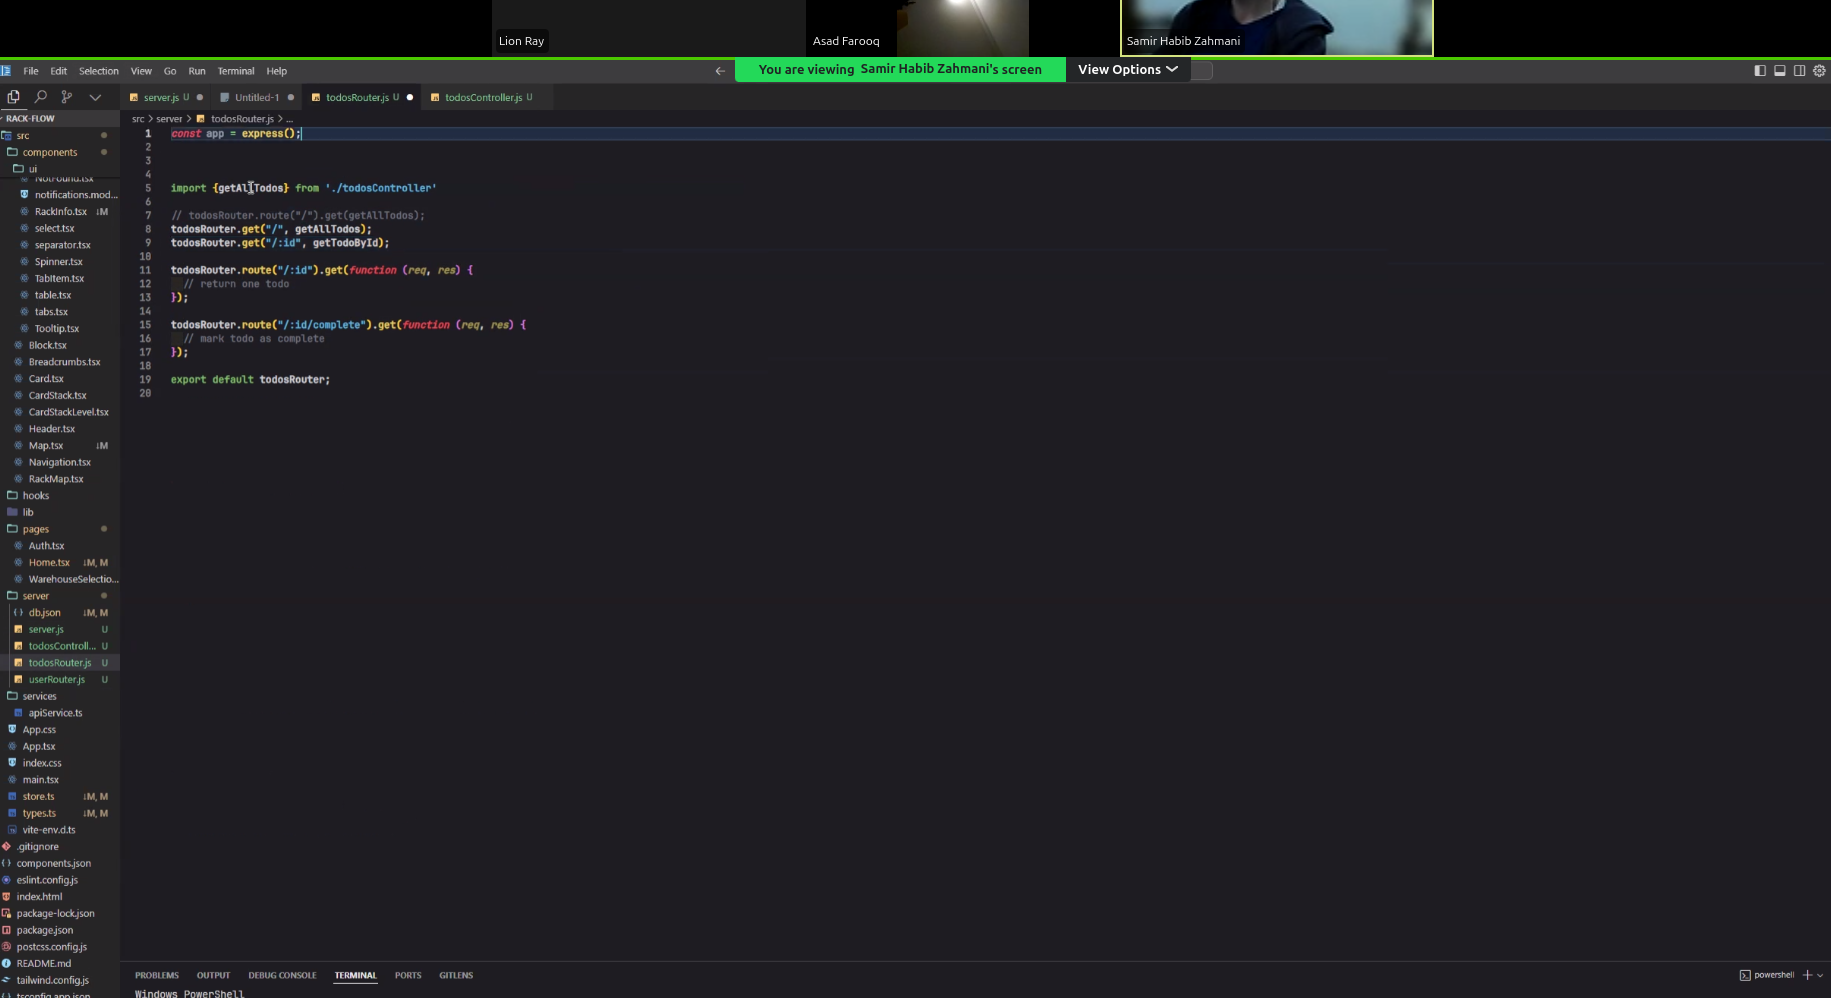 Lion Ray
Asad Farooq
Samir Habib Zahmani
File Edit Selection View Go Run Terminal Help
You are viewing Samir Habib Zahmani's screen View Options
server.js U
Untitled-1
todosRouter.js U
todosController.js U
RACK-FLOW
src > server > todosRouter.js > ...
1 const app = express();
2
3
4
5 import {getAllTodos} from './todosController'
6
7 // todosRouter.route("/").get(getAllTodos);
8 todosRouter.get("/", getAllTodos);
9 todosRouter.get("/:id", getTodoById);
10
11 todosRouter.route("/:id").get(function (req, res) {
12 // return one todo
13 });
14
15 todosRouter.route("/:id/complete").get(function (req, res) {
16 // mark todo as complete
17 });
18
19 export default todosRouter;
20
src
components
ui
NotFound.tsx
notifications.mod...
RackInfo.tsx ↓M
select.tsx
separator.tsx
Spinner.tsx
TabItem.tsx
table.tsx
tabs.tsx
Tooltip.tsx
Block.tsx
Breadcrumbs.tsx
Card.tsx
CardStack.tsx
CardStackLevel.tsx
Header.tsx
Map.tsx ↓M
Navigation.tsx
RackMap.tsx
hooks
lib
pages
Auth.tsx
Home.tsx ↓M, M
WarehouseSelectio...
server
db.json ↓M, M
server.js U
todosControll... U
todosRouter.js U
userRouter.js U
services
apiService.ts
App.css
App.tsx
index.css
main.tsx
store.ts ↓M, M
types.ts ↓M, M
vite-env.d.ts
.gitignore
components.json
eslint.config.js
index.html
package-lock.json
package.json
postcss.config.js
README.md
tailwind.config.js
tsconfig.app.json
PROBLEMS OUTPUT DEBUG CONSOLE TERMINAL PORTS GITLENS
powershell
Windows PowerShell